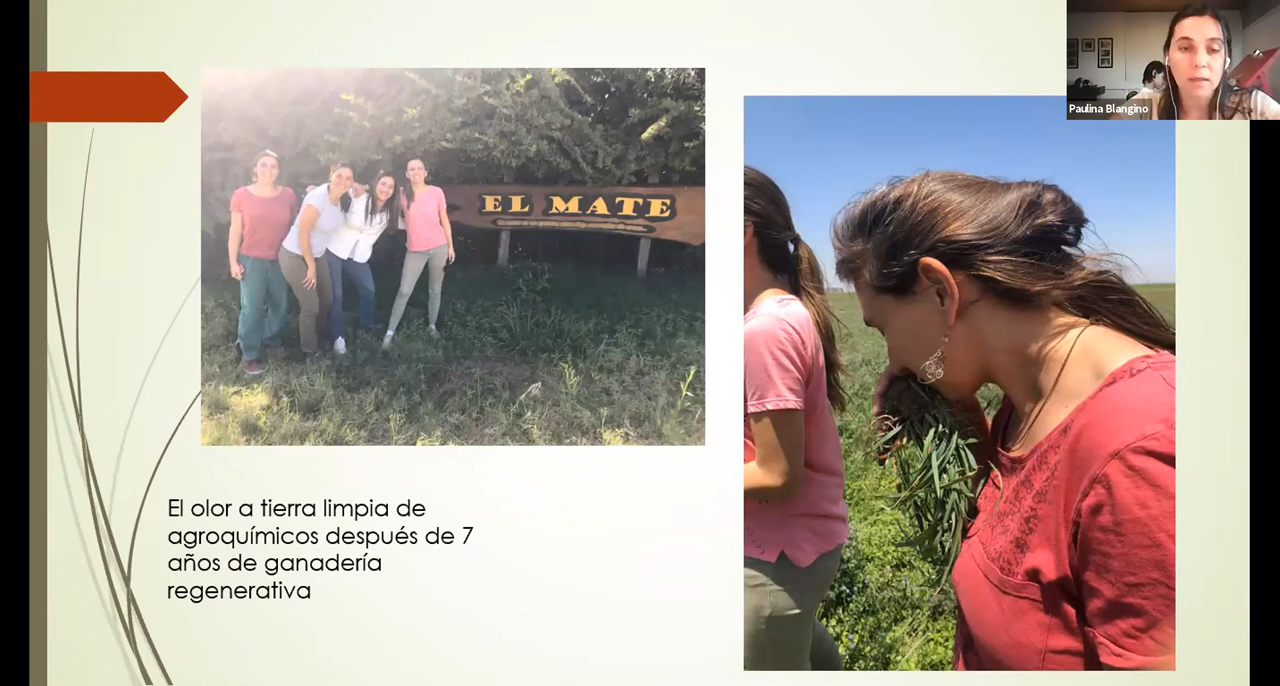 Paulina Blangino
EL MATE
El olor a tierra limpia de
agroquímicos después de 7
años de ganadería
regenerativa